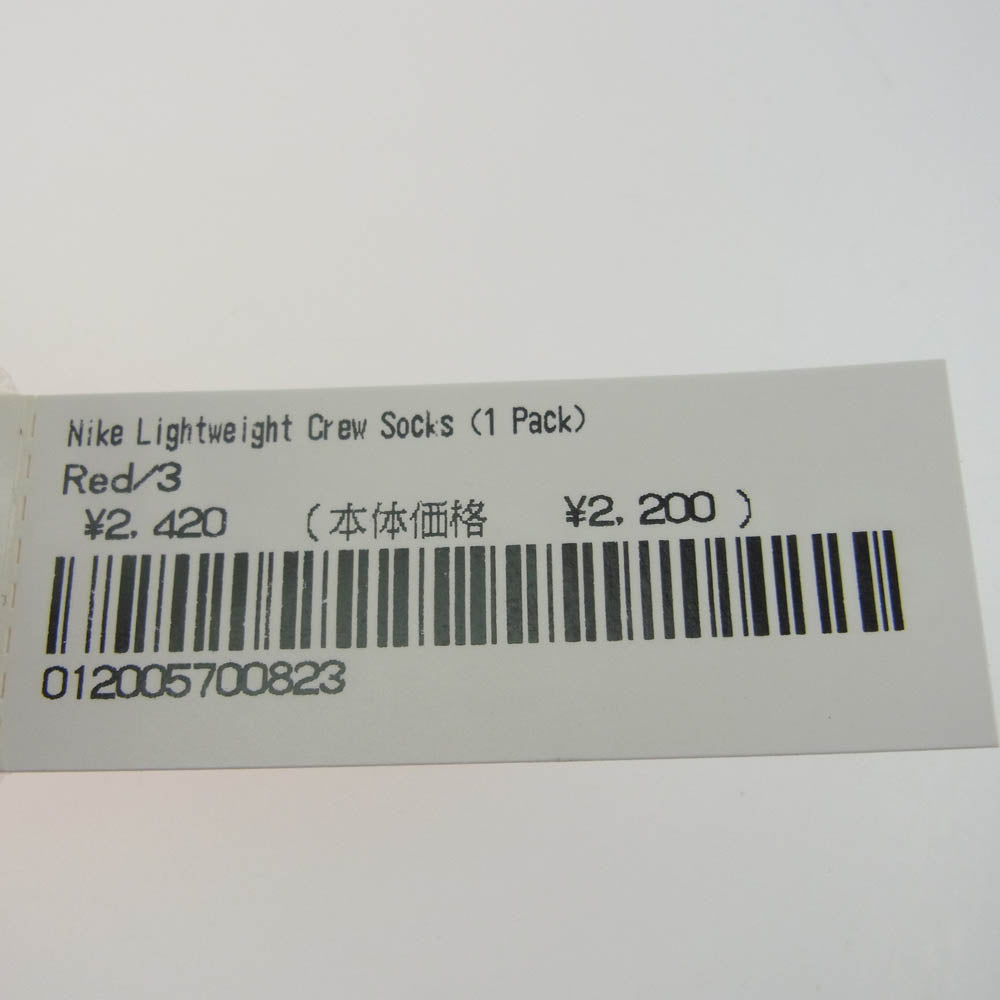 Nike Lightweight Crew Socks (1 Pack)
Red/3
¥2,420 (本体価格 ¥2,200)
012005700823